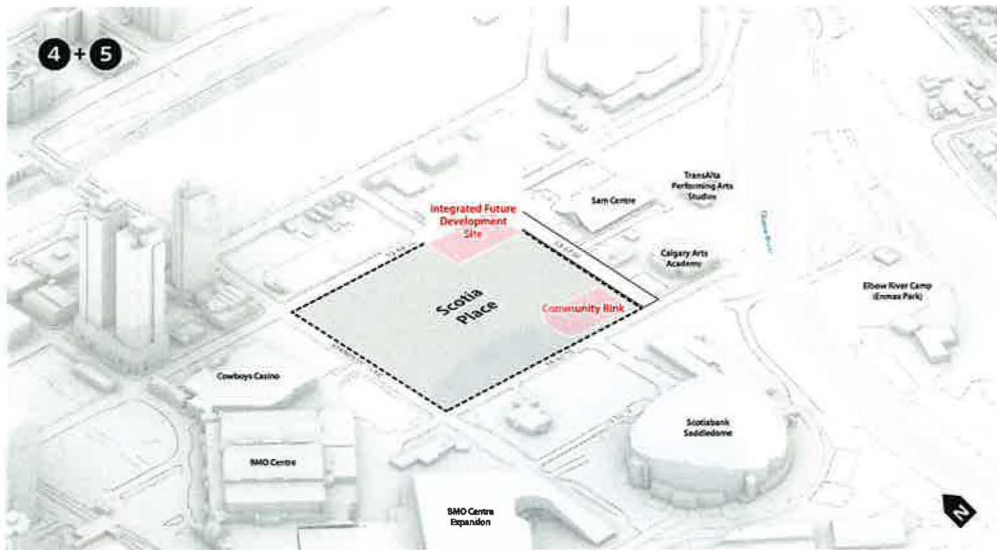 4 + 5
TransAlta
Performing Arts
Studios
Sam Centre
Integrated Future
Development
Site
Calgary Arts
Academy
Elbow River Camp
(Enmax Park)
Scotia
Place
Community Rink
Cowboys Casino
Scotiabank
Saddledome
BMO Centre
BMO Centre
Expansion
N